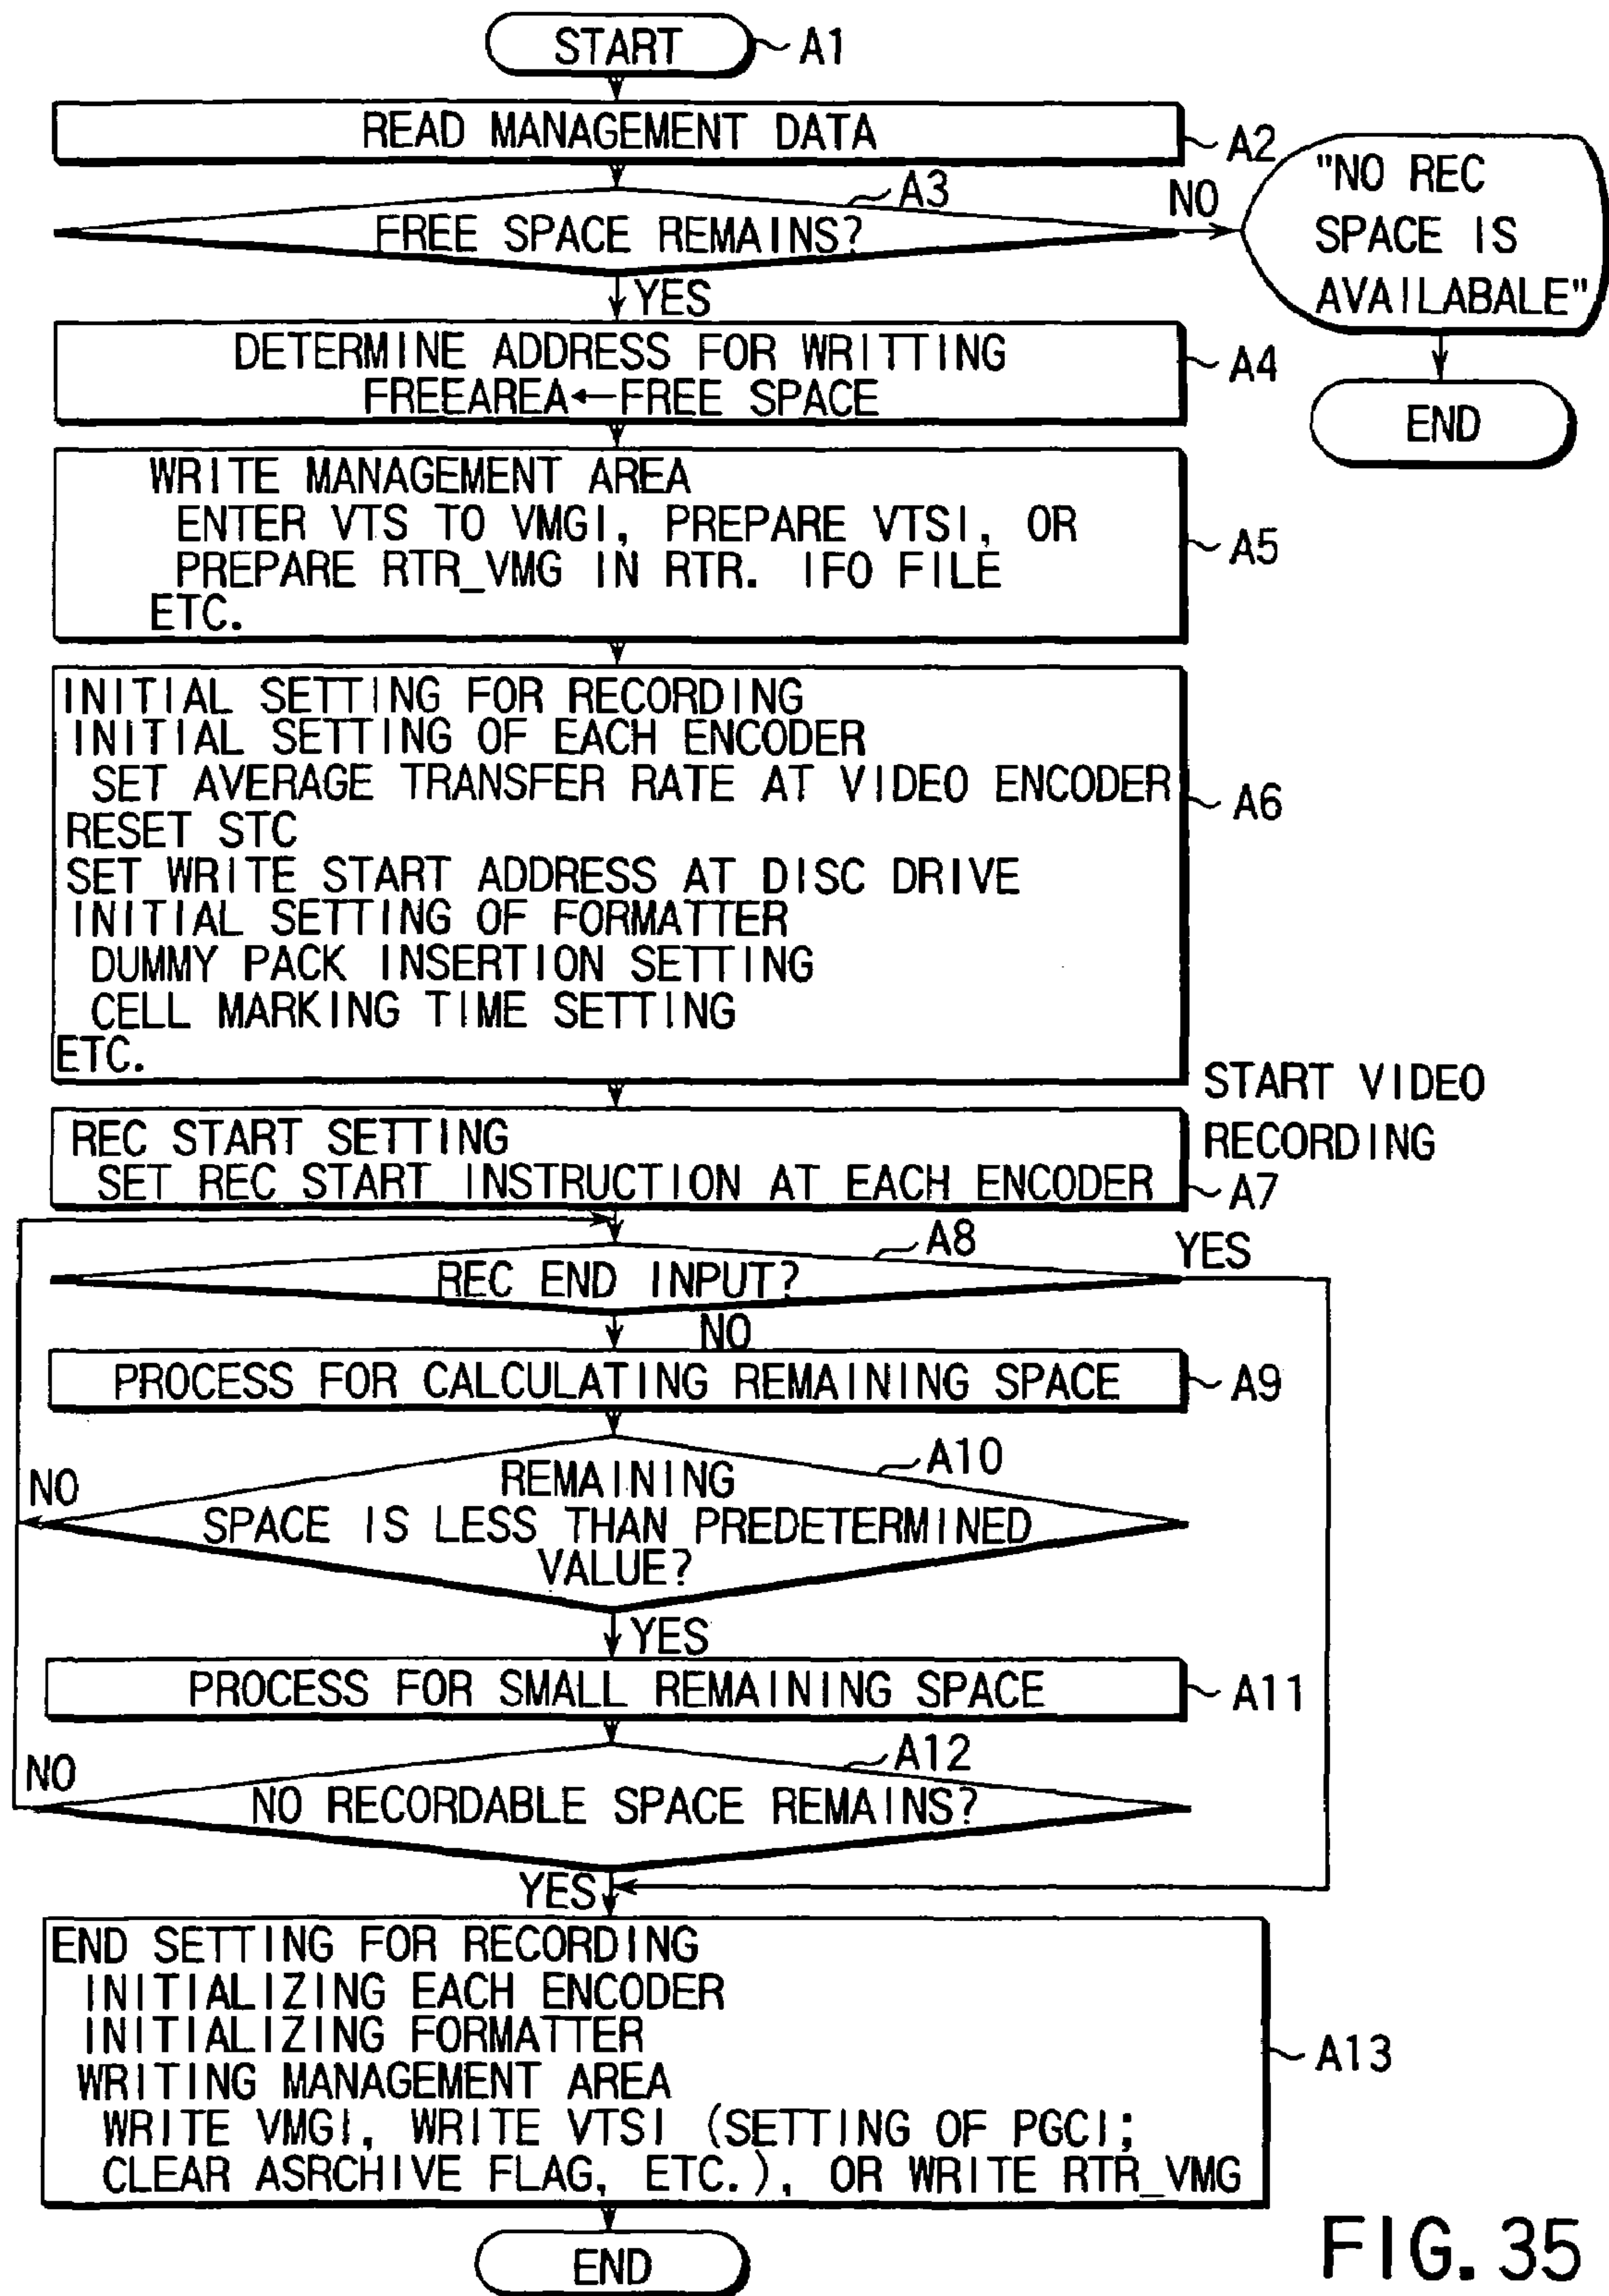 START
A1
READ MANAGEMENT DATA
A2
A3
FREE SPACE REMAINS?
NO
"NO REC
SPACE IS
AVAILABALE"
END
YES
DETERMINE ADDRESS FOR WRITTING
FREEAREA←FREE SPACE
A4
WRITE MANAGEMENT AREA
ENTER VTS TO VMGI, PREPARE VTSI, OR
PREPARE RTR_VMG IN RTR. IFO FILE
ETC.
A5
INITIAL SETTING FOR RECORDING
INITIAL SETTING OF EACH ENCODER
SET AVERAGE TRANSFER RATE AT VIDEO ENCODER
RESET STC
SET WRITE START ADDRESS AT DISC DRIVE
INITIAL SETTING OF FORMATTER
DUMMY PACK INSERTION SETTING
CELL MARKING TIME SETTING
ETC.
A6
START VIDEO
RECORDING
REC START SETTING
SET REC START INSTRUCTION AT EACH ENCODER
A7
A8
REC END INPUT?
YES
NO
PROCESS FOR CALCULATING REMAINING SPACE
A9
A10
REMAINING
SPACE IS LESS THAN PREDETERMINED
VALUE?
NO
YES
PROCESS FOR SMALL REMAINING SPACE
A11
A12
NO RECORDABLE SPACE REMAINS?
NO
YES
END SETTING FOR RECORDING
INITIALIZING EACH ENCODER
INITIALIZING FORMATTER
WRITING MANAGEMENT AREA
WRITE VMGI, WRITE VTSI (SETTING OF PGCI;
CLEAR ASRCHIVE FLAG, ETC.), OR WRITE RTR_VMG
A13
END
FIG. 35